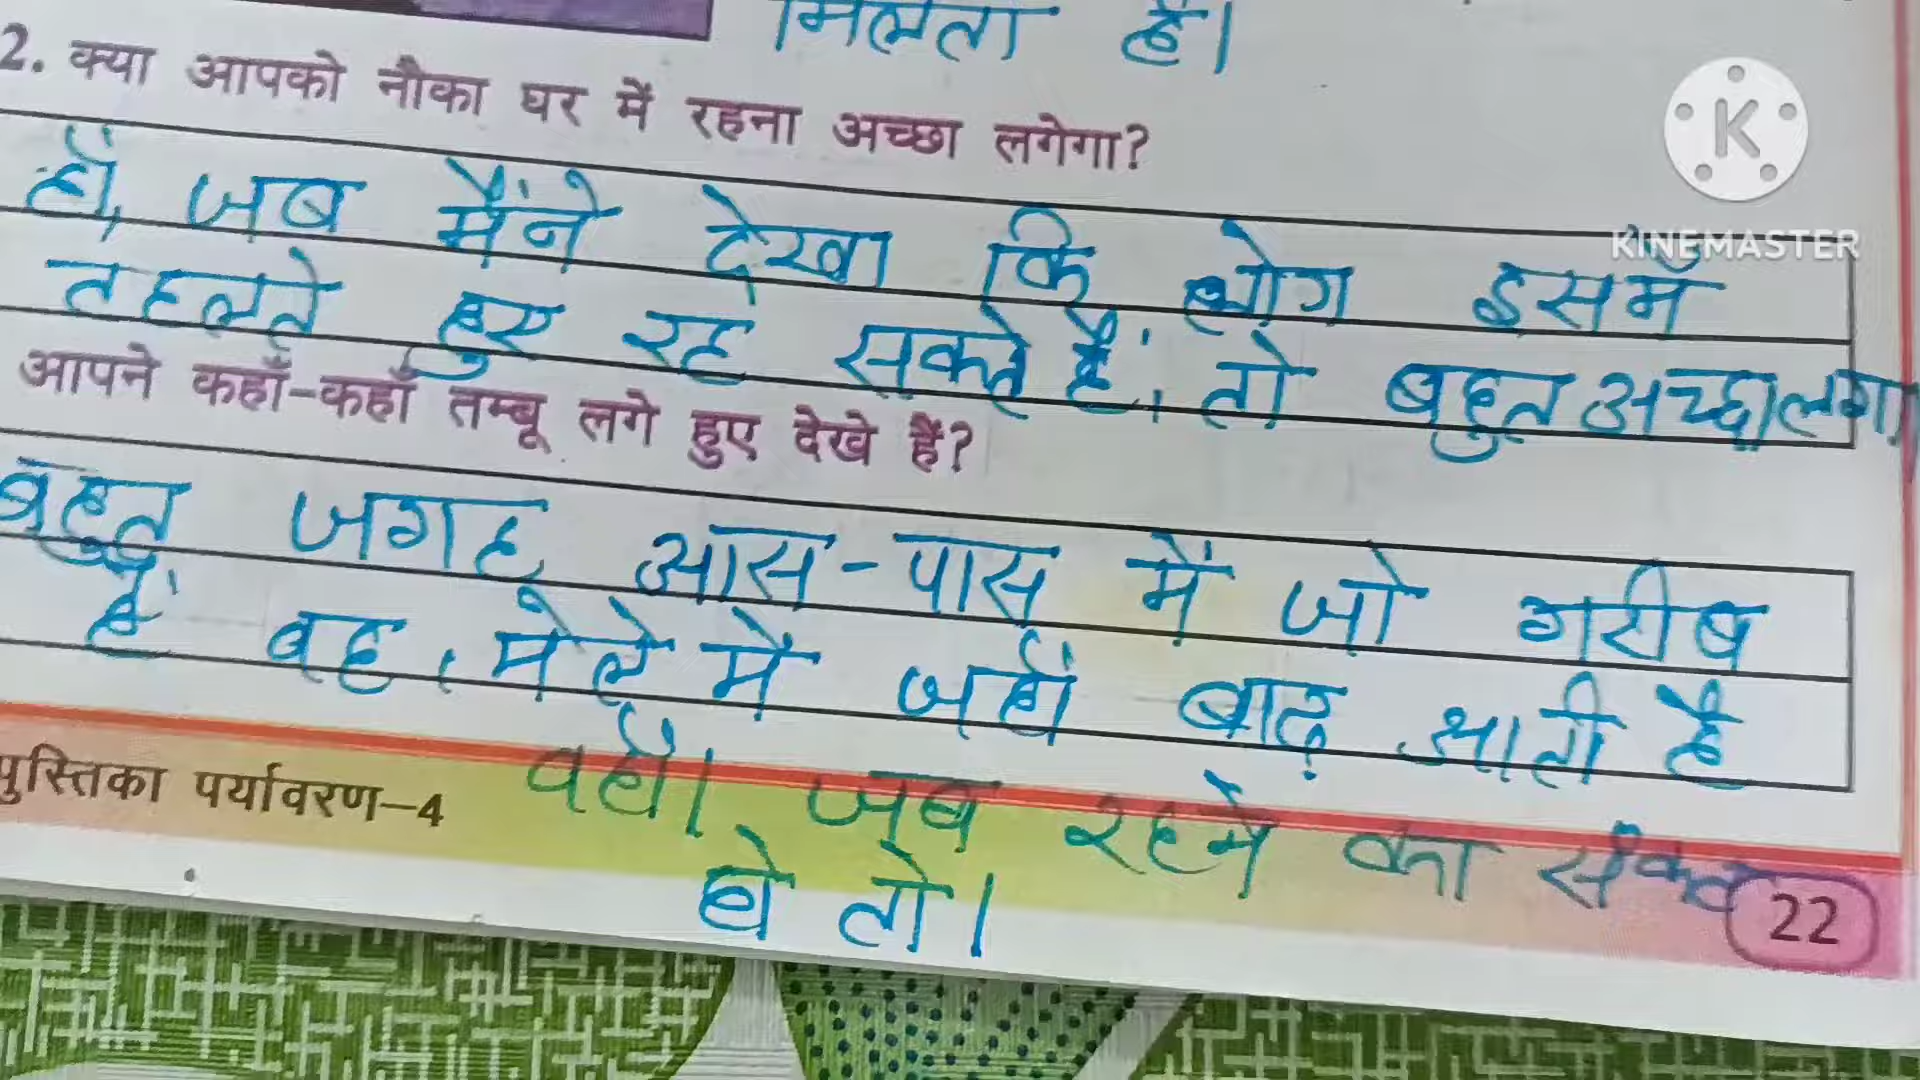 मिलता है।
2. क्या आपको नौका घर में रहना अच्छा लगेगा?
हाँ, जब मैंने देखा कि लोग इसमें
तहलते हुए रह सकते हैं, तो बहुत अच्छा लगा
आपने कहाँ-कहाँ तम्बू लगे हुए देखे हैं?
बहुत जगह, आस-पास में जो गरीब
हैं वह, मेले में जहाँ बाढ़ आती है
वहाँ। जब रहने का संकट
हो तो।
पुस्तिका पर्यावरण–4
22
K
KINEMASTER